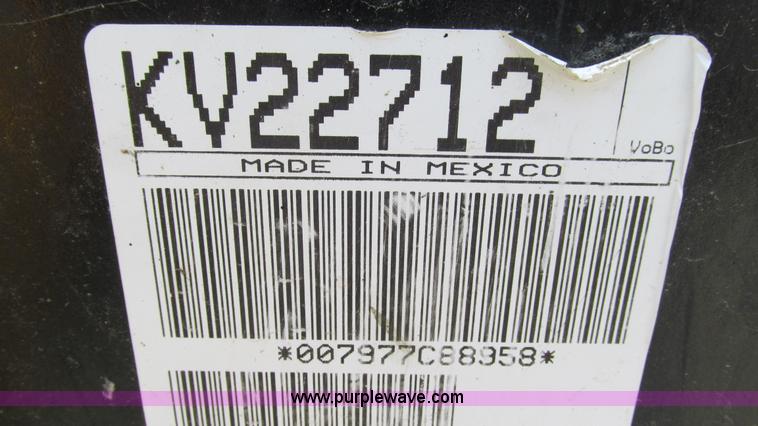 KV22712
VoBo
MADE IN MEXICO
*007977C88958*
www.purplewave.com